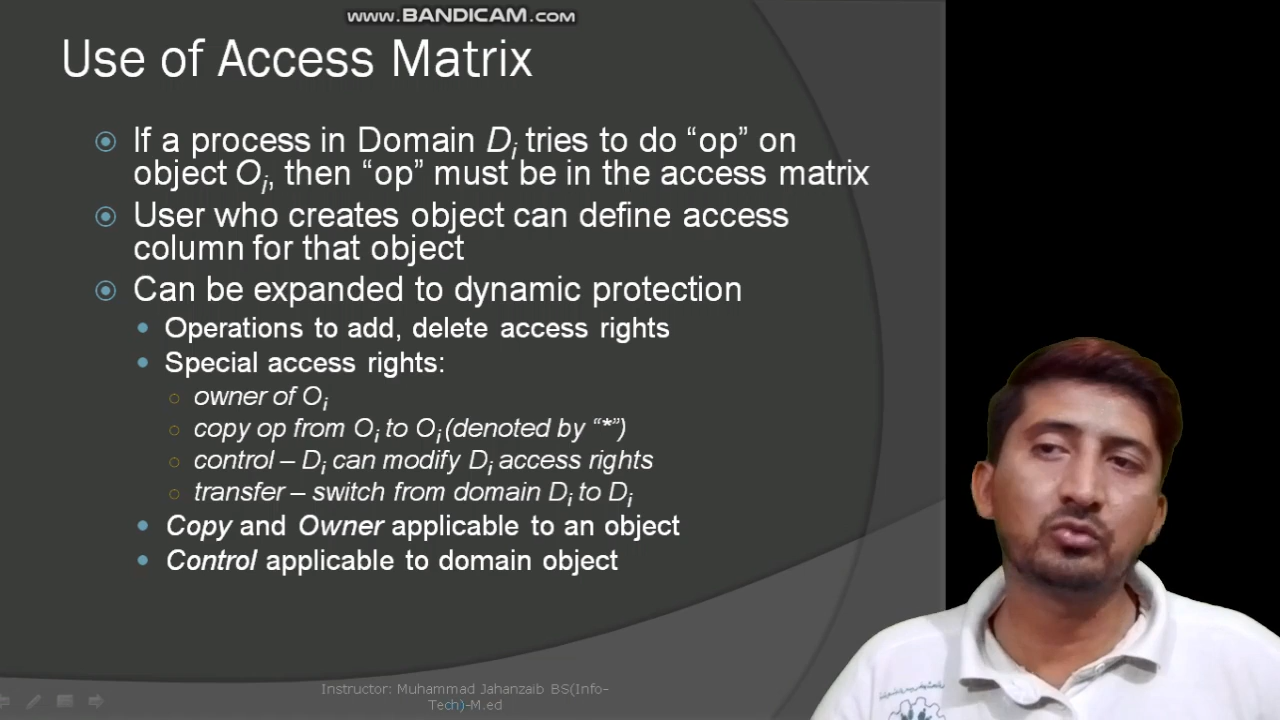 www.BANDICAM.com
Use of Access Matrix
If a process in Domain Di tries to do “op” on
object Oi, then “op” must be in the access matrix
User who creates object can define access
column for that object
Can be expanded to dynamic protection
Operations to add, delete access rights
Special access rights:
owner of Oi
copy op from Oi to Oi (denoted by “*”)
control – Di can modify Di access rights
transfer – switch from domain Di to Di
Copy and Owner applicable to an object
Control applicable to domain object
Instructor: Muhammad Jahanzaib BS(Info-
Tech)-M.ed